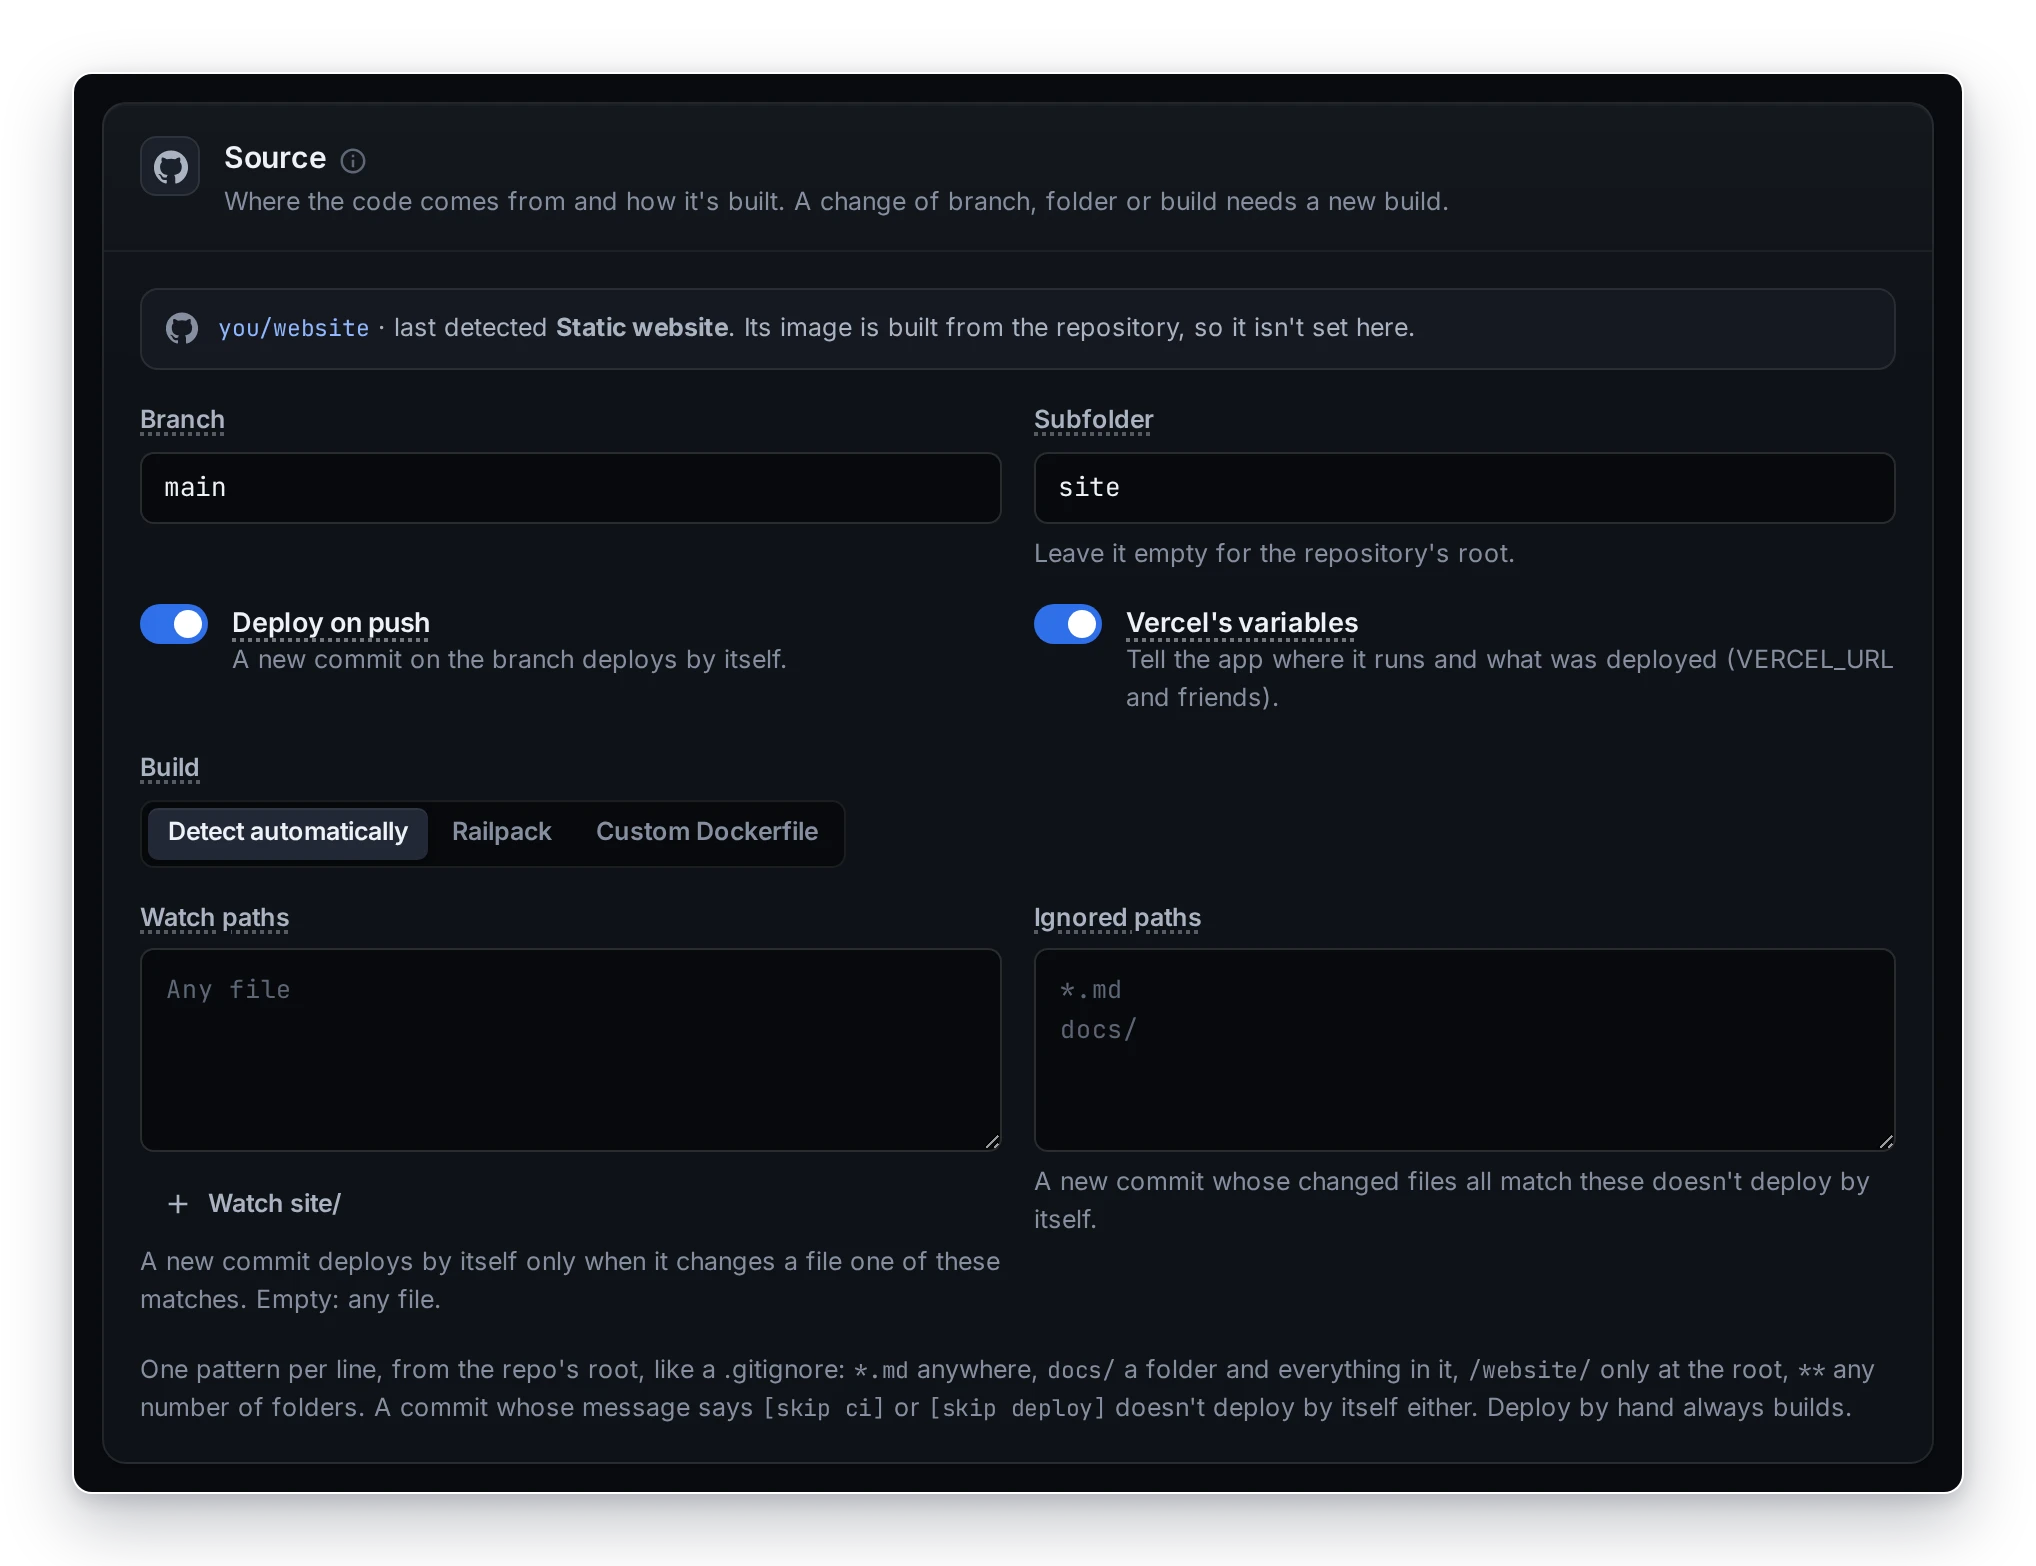 Source
Where the code comes from and how it's built. A change of branch, folder or build needs a new build.
you/website · last detected Static website. Its image is built from the repository, so it isn't set here.
Branch
main
Subfolder
site
Leave it empty for the repository's root.
Deploy on push
A new commit on the branch deploys by itself.
Vercel's variables
Tell the app where it runs and what was deployed (VERCEL_URL
and friends).
Build
Detect automatically Railpack Custom Dockerfile
Watch paths
Any file
+ Watch site/
A new commit deploys by itself only when it changes a file one of these
matches. Empty: any file.
Ignored paths
*.md
docs/
A new commit whose changed files all match these doesn't deploy by
itself.
One pattern per line, from the repo's root, like a .gitignore: *.md anywhere, docs/ a folder and everything in it, /website/ only at the root, ** any
number of folders. A commit whose message says [skip ci] or [skip deploy] doesn't deploy by itself either. Deploy by hand always builds.